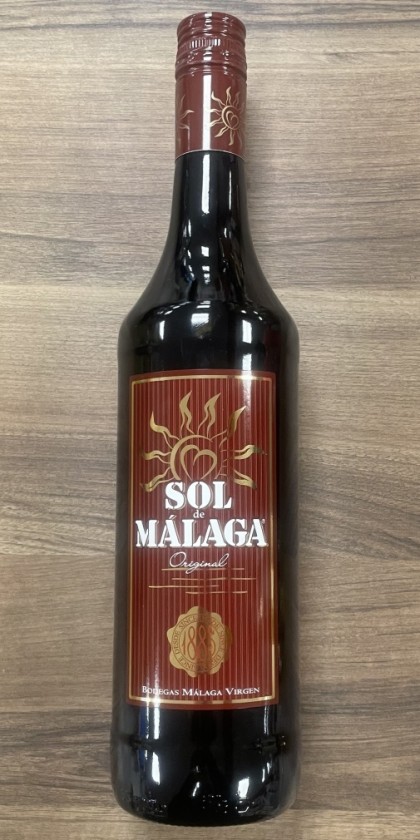 SOL
de
MÁLAGA
Original
1885
BODEGAS MÁLAGA VIRGEN